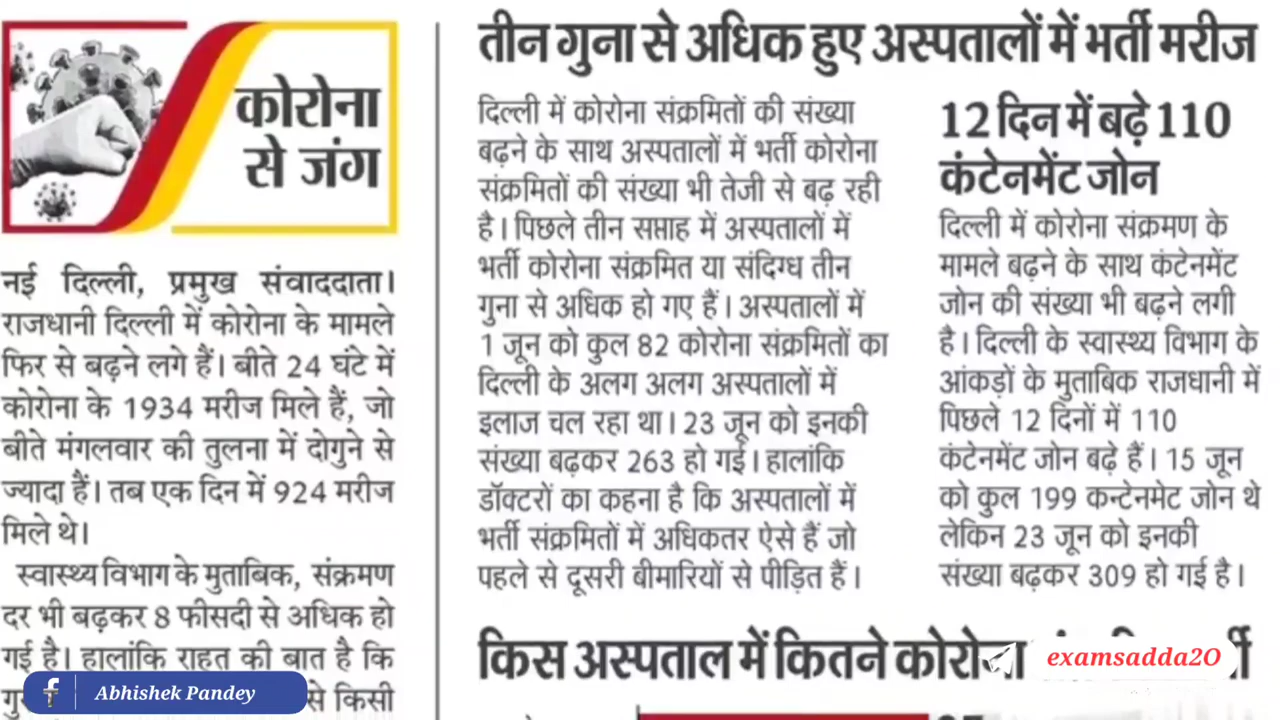 कोरोना
से जंग
नई दिल्ली, प्रमुख संवाददाता।
राजधानी दिल्ली में कोरोना के मामले
फिर से बढ़ने लगे हैं। बीते 24 घंटे में
कोरोना के 1934 मरीज मिले हैं, जो
बीते मंगलवार की तुलना में दोगुने से
ज्यादा हैं। तब एक दिन में 924 मरीज
मिले थे।
स्वास्थ्य विभाग के मुताबिक, संक्रमण
दर भी बढ़कर 8 फीसदी से अधिक हो
गई है। हालांकि राहत की बात है कि
से किसी
तीन गुना से अधिक हुए अस्पतालों में भर्ती मरीज
दिल्ली में कोरोना संक्रमितों की संख्या
बढ़ने के साथ अस्पतालों में भर्ती कोरोना
संक्रमितों की संख्या भी तेजी से बढ़ रही
है। पिछले तीन सप्ताह में अस्पतालों में
भर्ती कोरोना संक्रमित या संदिग्ध तीन
गुना से अधिक हो गए हैं। अस्पतालों में
1 जून को कुल 82 कोरोना संक्रमितों का
दिल्ली के अलग अलग अस्पतालों में
इलाज चल रहा था। 23 जून को इनकी
संख्या बढ़कर 263 हो गई। हालांकि
डॉक्टरों का कहना है कि अस्पतालों में
भर्ती संक्रमितों में अधिकतर ऐसे हैं जो
पहले से दूसरी बीमारियों से पीड़ित हैं।
12 दिन में बढ़े 110
कंटेनमेंट जोन
दिल्ली में कोरोना संक्रमण के
मामले बढ़ने के साथ कंटेनमेंट
जोन की संख्या भी बढ़ने लगी
है। दिल्ली के स्वास्थ्य विभाग के
आंकड़ों के मुताबिक राजधानी में
पिछले 12 दिनों में 110
कंटेनमेंट जोन बढ़े हैं। 15 जून
को कुल 199 कन्टेनमेट जोन थे
लेकिन 23 जून को इनकी
संख्या बढ़कर 309 हो गई है।
किस अस्पताल में कितने कोरोना
examsadda20
f Abhishek Pandey